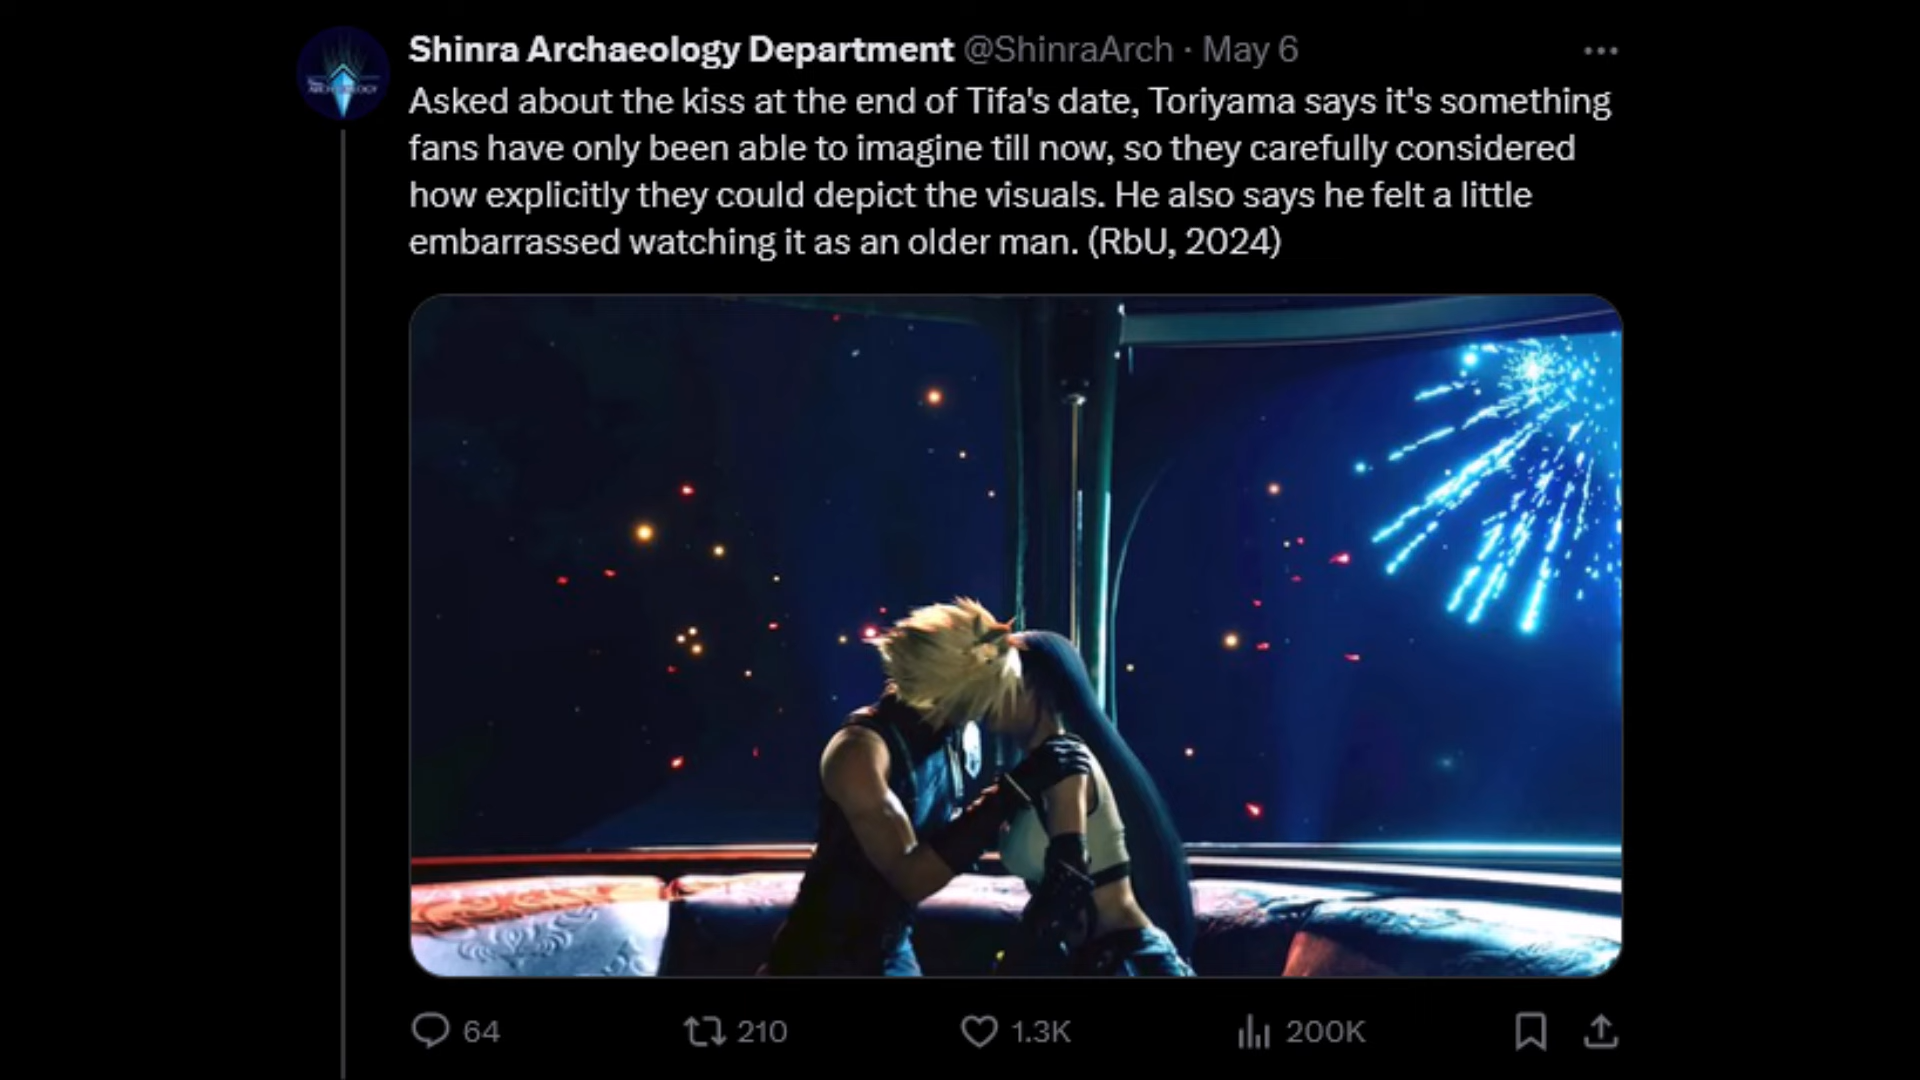 Shinra Archaeology Department @ShinraArch · May 6
Asked about the kiss at the end of Tifa's date, Toriyama says it's something
fans have only been able to imagine till now, so they carefully considered
how explicitly they could depict the visuals. He also says he felt a little
embarrassed watching it as an older man. (RbU, 2024)
64 210 1.3K 200K